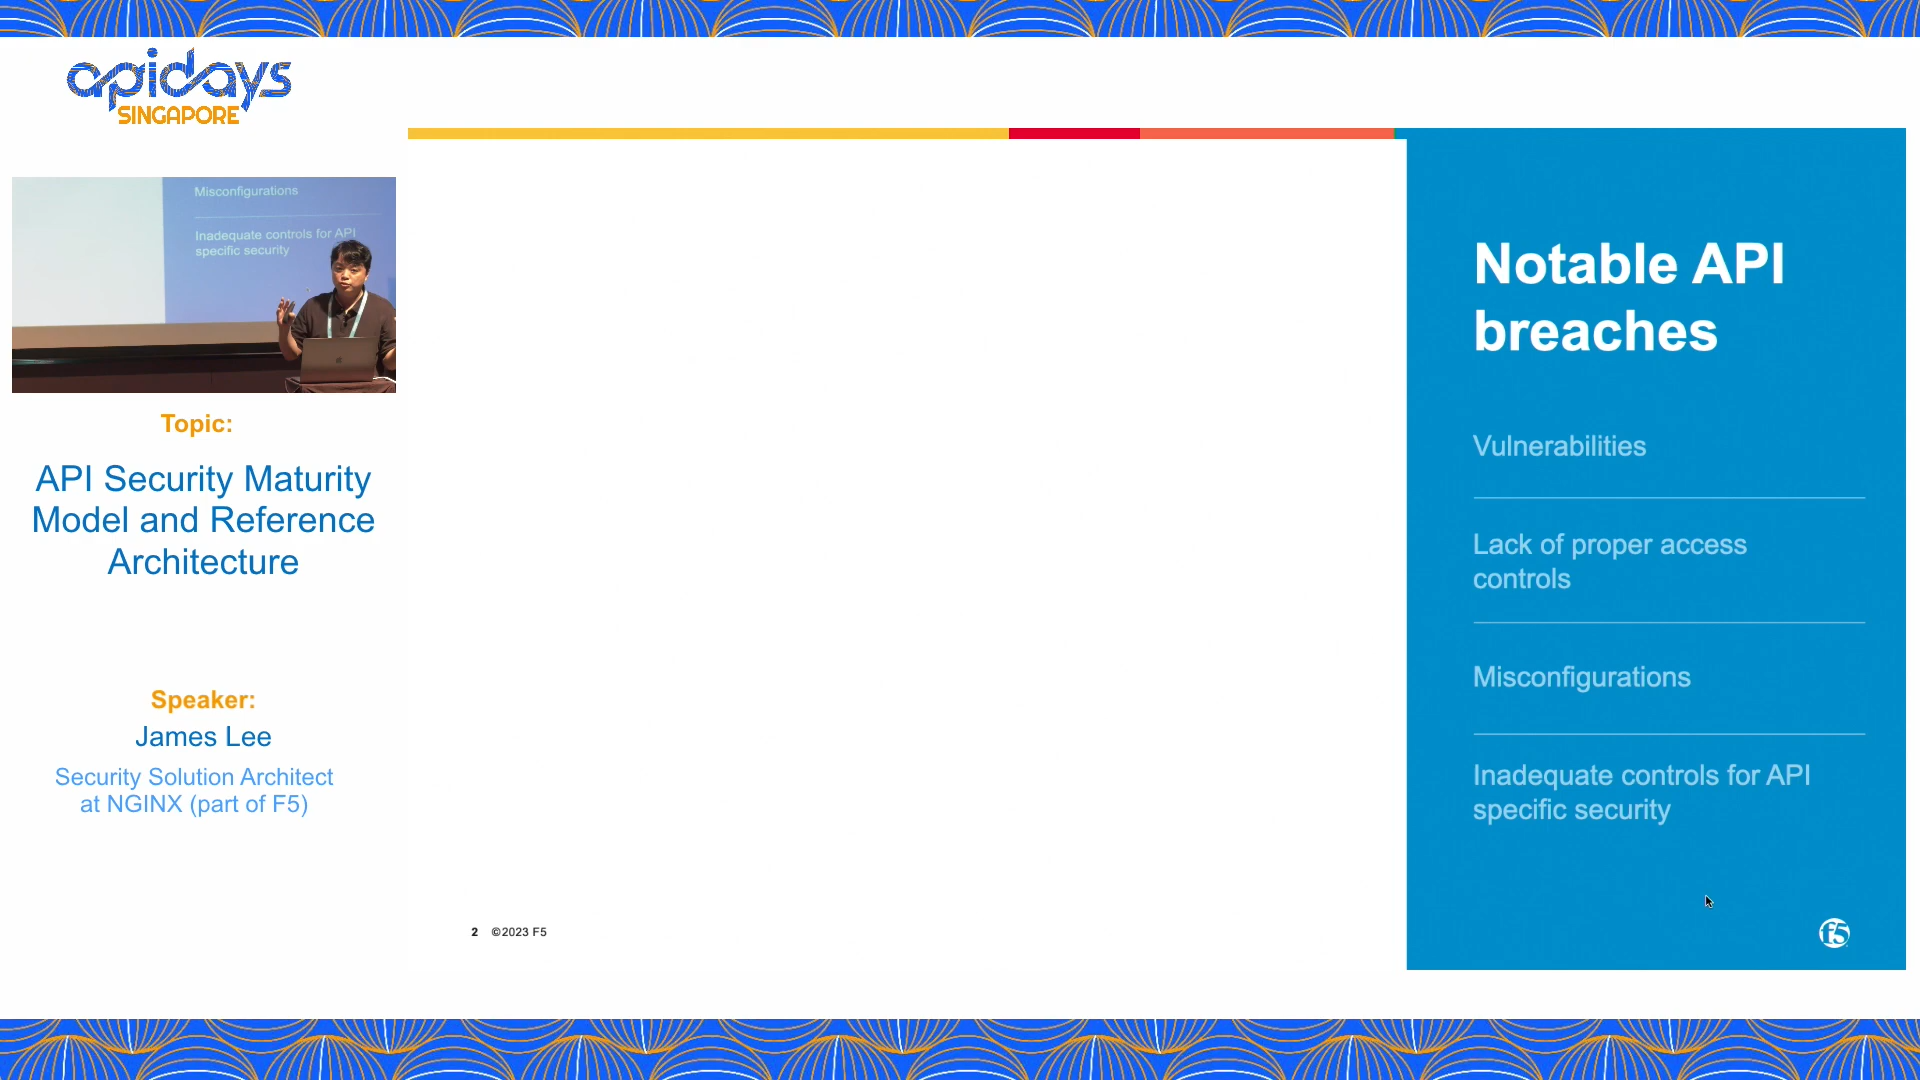 apidays
SINGAPORE
Misconfigurations
Inadequate controls for API
specific security
Topic:
API Security Maturity
Model and Reference
Architecture
Speaker:
James Lee
Security Solution Architect
at NGINX (part of F5)
Notable API
breaches
Vulnerabilities
Lack of proper access
controls
Misconfigurations
Inadequate controls for API
specific security
2 ©2023 F5
f5